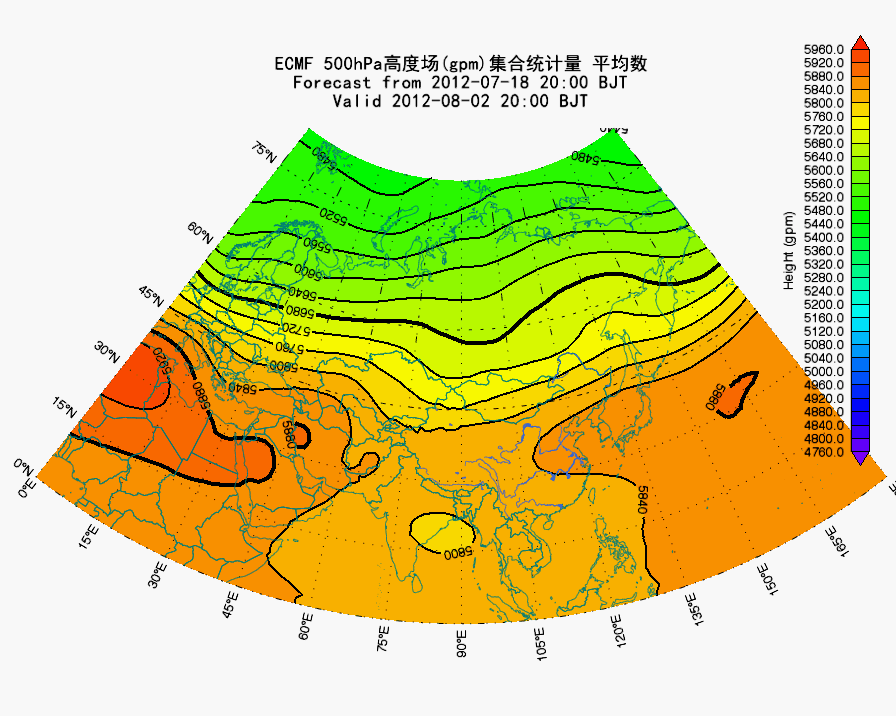 ECMF 500hPa高度场(gpm)集合统计量 平均数
Forecast from 2012-07-18 20:00 BJT
Valid 2012-08-02 20:00 BJT
5960.0
5920.0
5880.0
5840.0
5800.0
5760.0
5720.0
5680.0
5640.0
5600.0
5560.0
5520.0
5480.0
5440.0
5400.0
5360.0
5320.0
5280.0
5240.0
5200.0
5160.0
5120.0
5080.0
5040.0
5000.0
4960.0
4920.0
4880.0
4840.0
4800.0
4760.0
Height (gpm)
75°N
60°N
45°N
30°N
15°N
0°N
0°E
15°E
30°E
45°E
60°E
75°E
90°E
105°E
120°E
135°E
150°E
165°E
5480
5480
5520
5560
5600
5640
5680
5720
5760
5800
5840
5920
5880
5880
5880
5840
5800